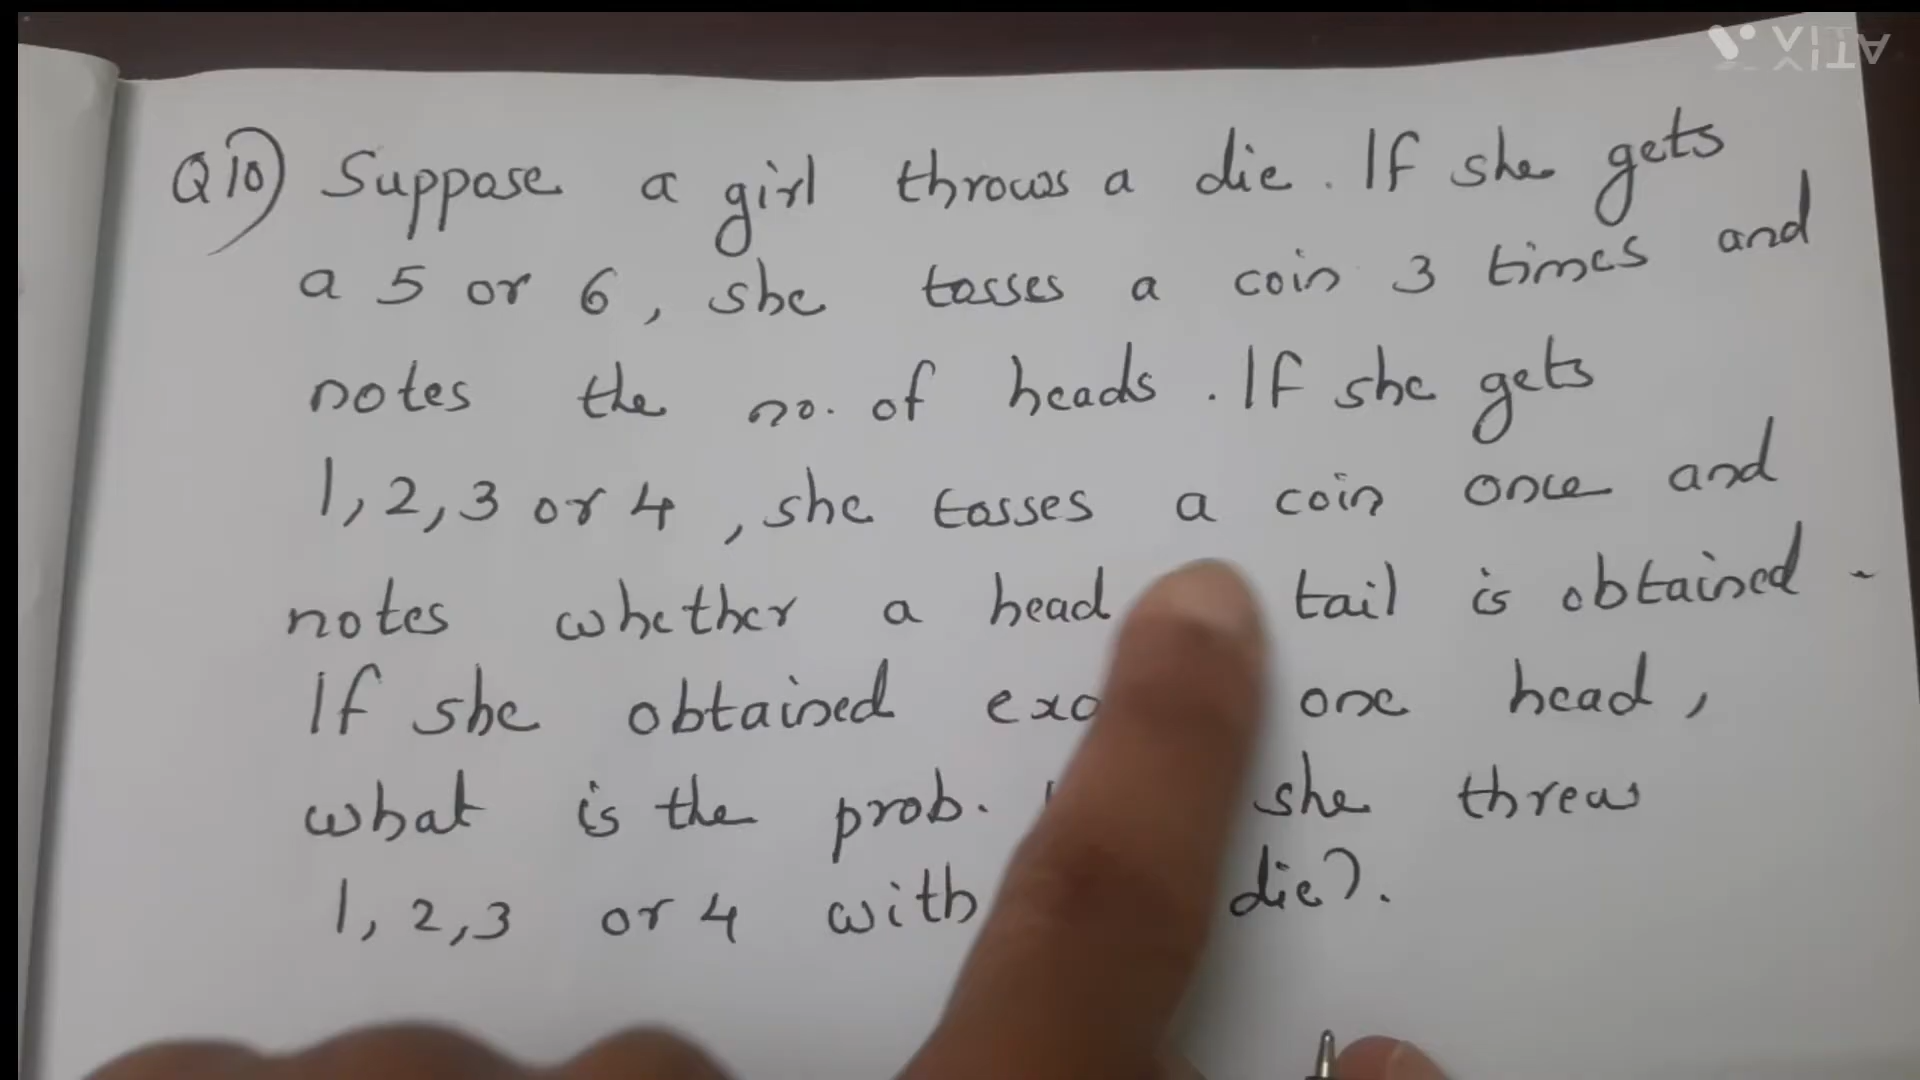 VITA
Q10) Suppose a girl throws a die. If she gets
a 5 or 6, she tosses a coin 3 times and
notes the no. of heads. If she gets
1, 2, 3 or 4, she tosses a coin once and
notes whether a head tail is obtained.
If she obtained one head,
what is the prob. she threw
1, 2, 3 or 4 with die?.